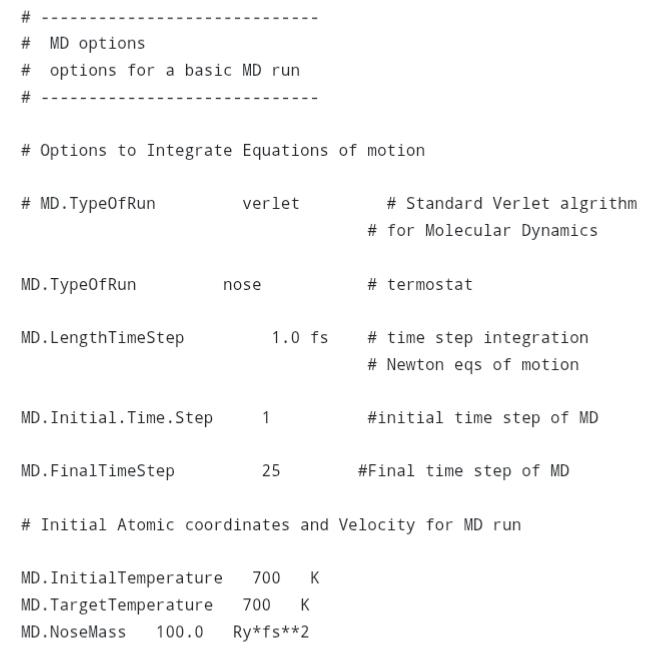 # -----------------------------
#  MD options
#  options for a basic MD run
# -----------------------------
# Options to Integrate Equations of motion
# MD.TypeOfRun         verlet         # Standard Verlet algrithm
                                    # for Molecular Dynamics
MD.TypeOfRun         nose           # termostat
MD.LengthTimeStep         1.0 fs    # time step integration
                                    # Newton eqs of motion
MD.Initial.Time.Step     1          #initial time step of MD
MD.FinalTimeStep         25        #Final time step of MD
# Initial Atomic coordinates and Velocity for MD run
MD.InitialTemperature   700   K
MD.TargetTemperature   700   K
MD.NoseMass   100.0   Ry*fs**2